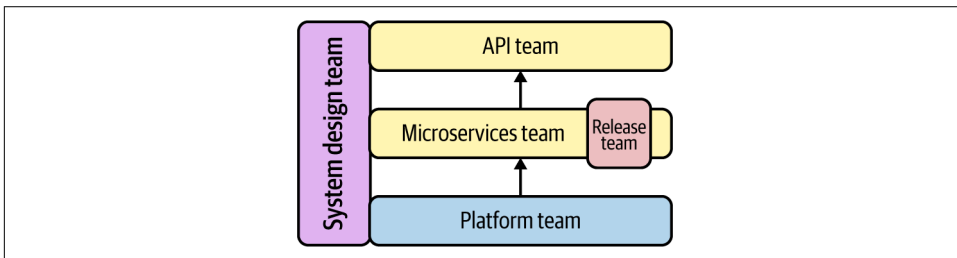 System design team
API team
Microservices team
Release
team
Platform team